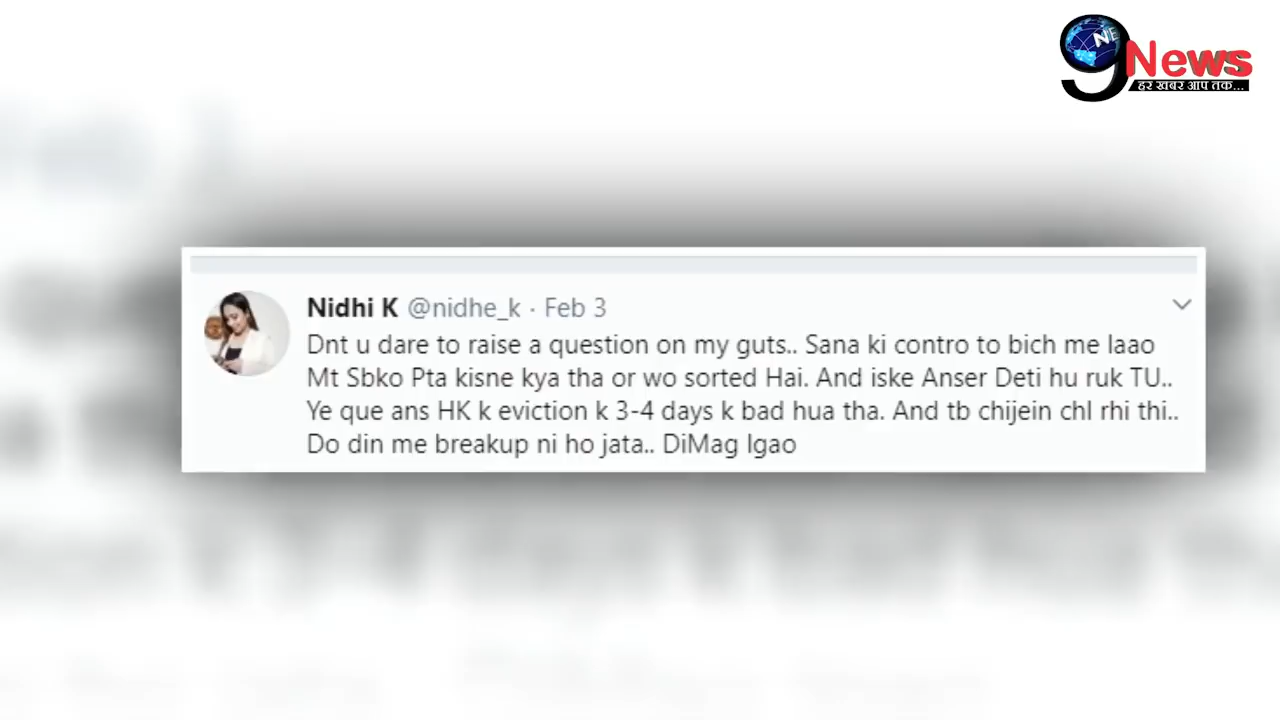 NE
9 News
हर खबर आप तक...
Nidhi K @nidhe_k · Feb 3
Dnt u dare to raise a question on my guts.. Sana ki contro to bich me laao
Mt Sbko Pta kisne kya tha or wo sorted Hai. And iske Anser Deti hu ruk TU..
Ye que ans HK k eviction k 3-4 days k bad hua tha. And tb chijein chl rhi thi..
Do din me breakup ni ho jata.. DiMag lgao